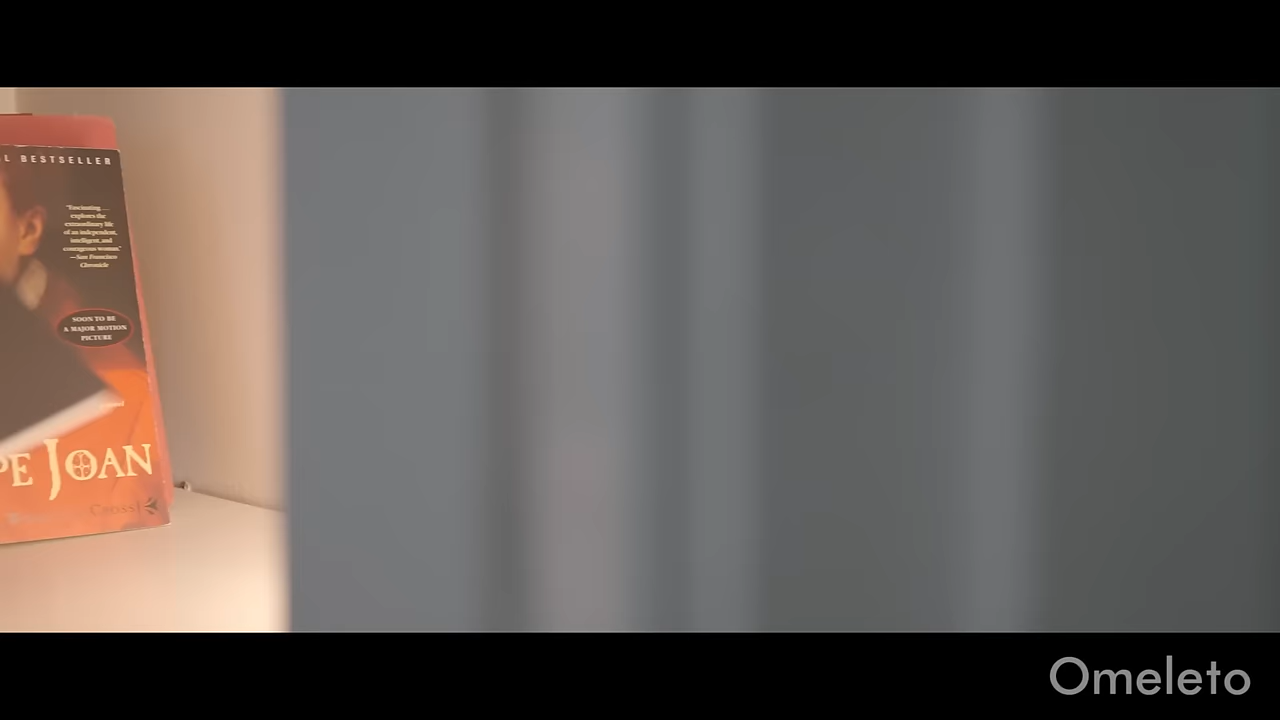 L BESTSELLER
"Fascinating . . .
explores the
extraordinary life
of an independent,
intelligent, and
courageous woman."
—San Francisco
Chronicle
SOON TO BE
A MAJOR MOTION
PICTURE
PE JOAN
CROSS
Omeleto